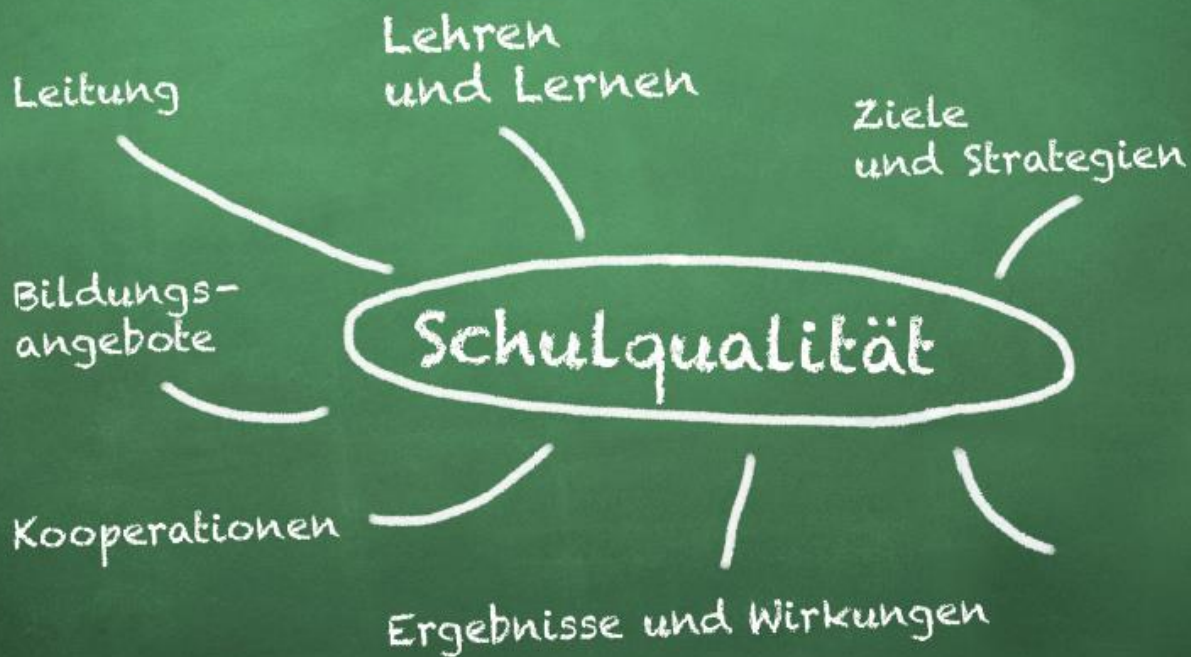 Lehren
und Lernen
Leitung
Ziele
und Strategien
Bildungs-
angebote
Schulqualität
Kooperationen
Ergebnisse und Wirkungen